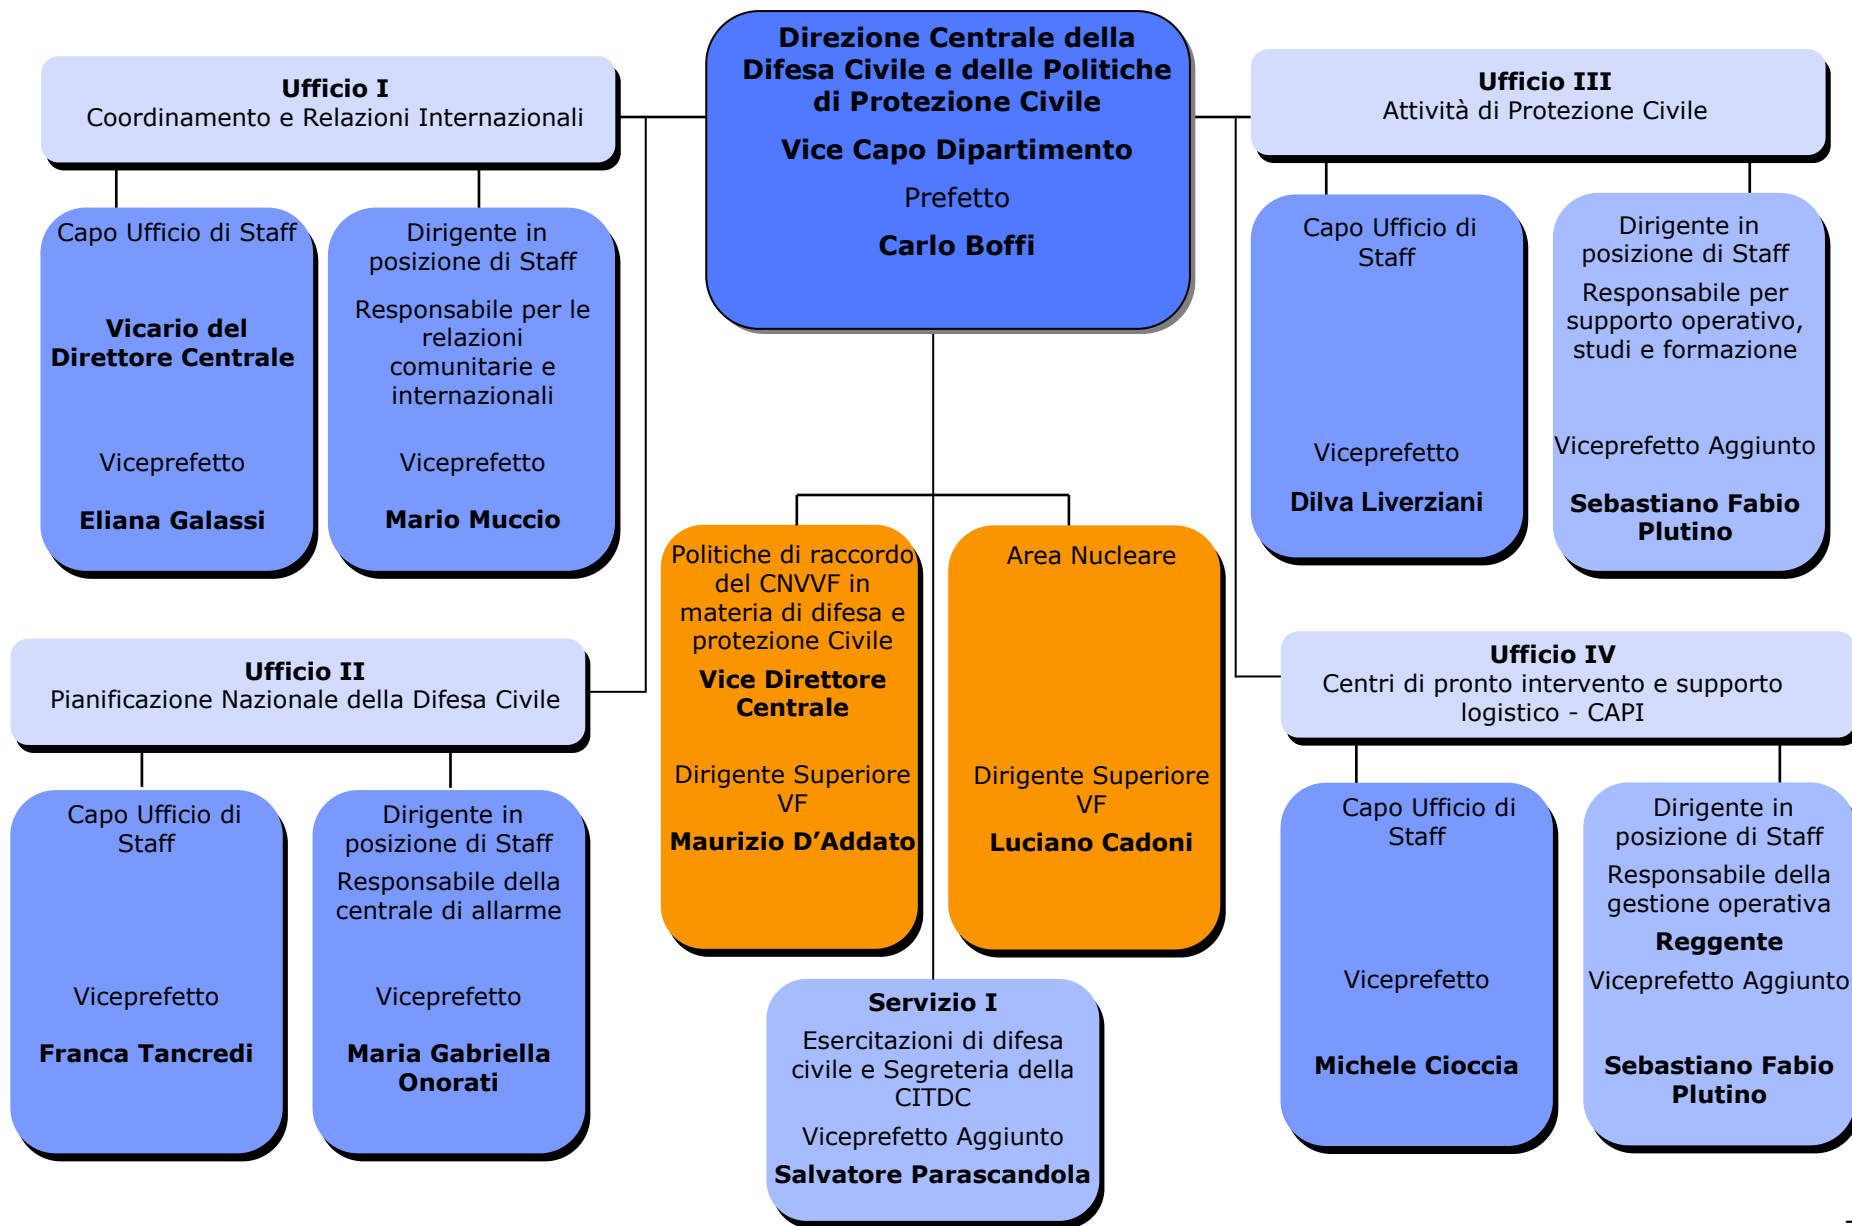 Direzione Centrale della
Difesa Civile e delle Politiche
di Protezione Civile
Vice Capo Dipartimento
Prefetto
Carlo Boffi
Ufficio I
Coordinamento e Relazioni Internazionali
Capo Ufficio di Staff
Vicario del
Direttore Centrale
Viceprefetto
Eliana Galassi
Dirigente in
posizione di Staff
Responsabile per le
relazioni
comunitarie e
internazionali
Viceprefetto
Mario Muccio
Ufficio III
Attività di Protezione Civile
Capo Ufficio di
Staff
Viceprefetto
Dilva Liverziani
Dirigente in
posizione di Staff
Responsabile per
supporto operativo,
studi e formazione
Viceprefetto Aggiunto
Sebastiano Fabio
Plutino
Politiche di raccordo
del CNVVF in
materia di difesa e
protezione Civile
Vice Direttore
Centrale
Dirigente Superiore
VF
Maurizio D’Addato
Area Nucleare
Dirigente Superiore
VF
Luciano Cadoni
Ufficio II
Pianificazione Nazionale della Difesa Civile
Capo Ufficio di
Staff
Viceprefetto
Franca Tancredi
Dirigente in
posizione di Staff
Responsabile della
centrale di allarme
Viceprefetto
Maria Gabriella
Onorati
Ufficio IV
Centri di pronto intervento e supporto
logistico - CAPI
Capo Ufficio di
Staff
Viceprefetto
Michele Cioccia
Dirigente in
posizione di Staff
Responsabile della
gestione operativa
Reggente
Viceprefetto Aggiunto
Sebastiano Fabio
Plutino
Servizio I
Esercitazioni di difesa
civile e Segreteria della
CITDC
Viceprefetto Aggiunto
Salvatore Parascandola